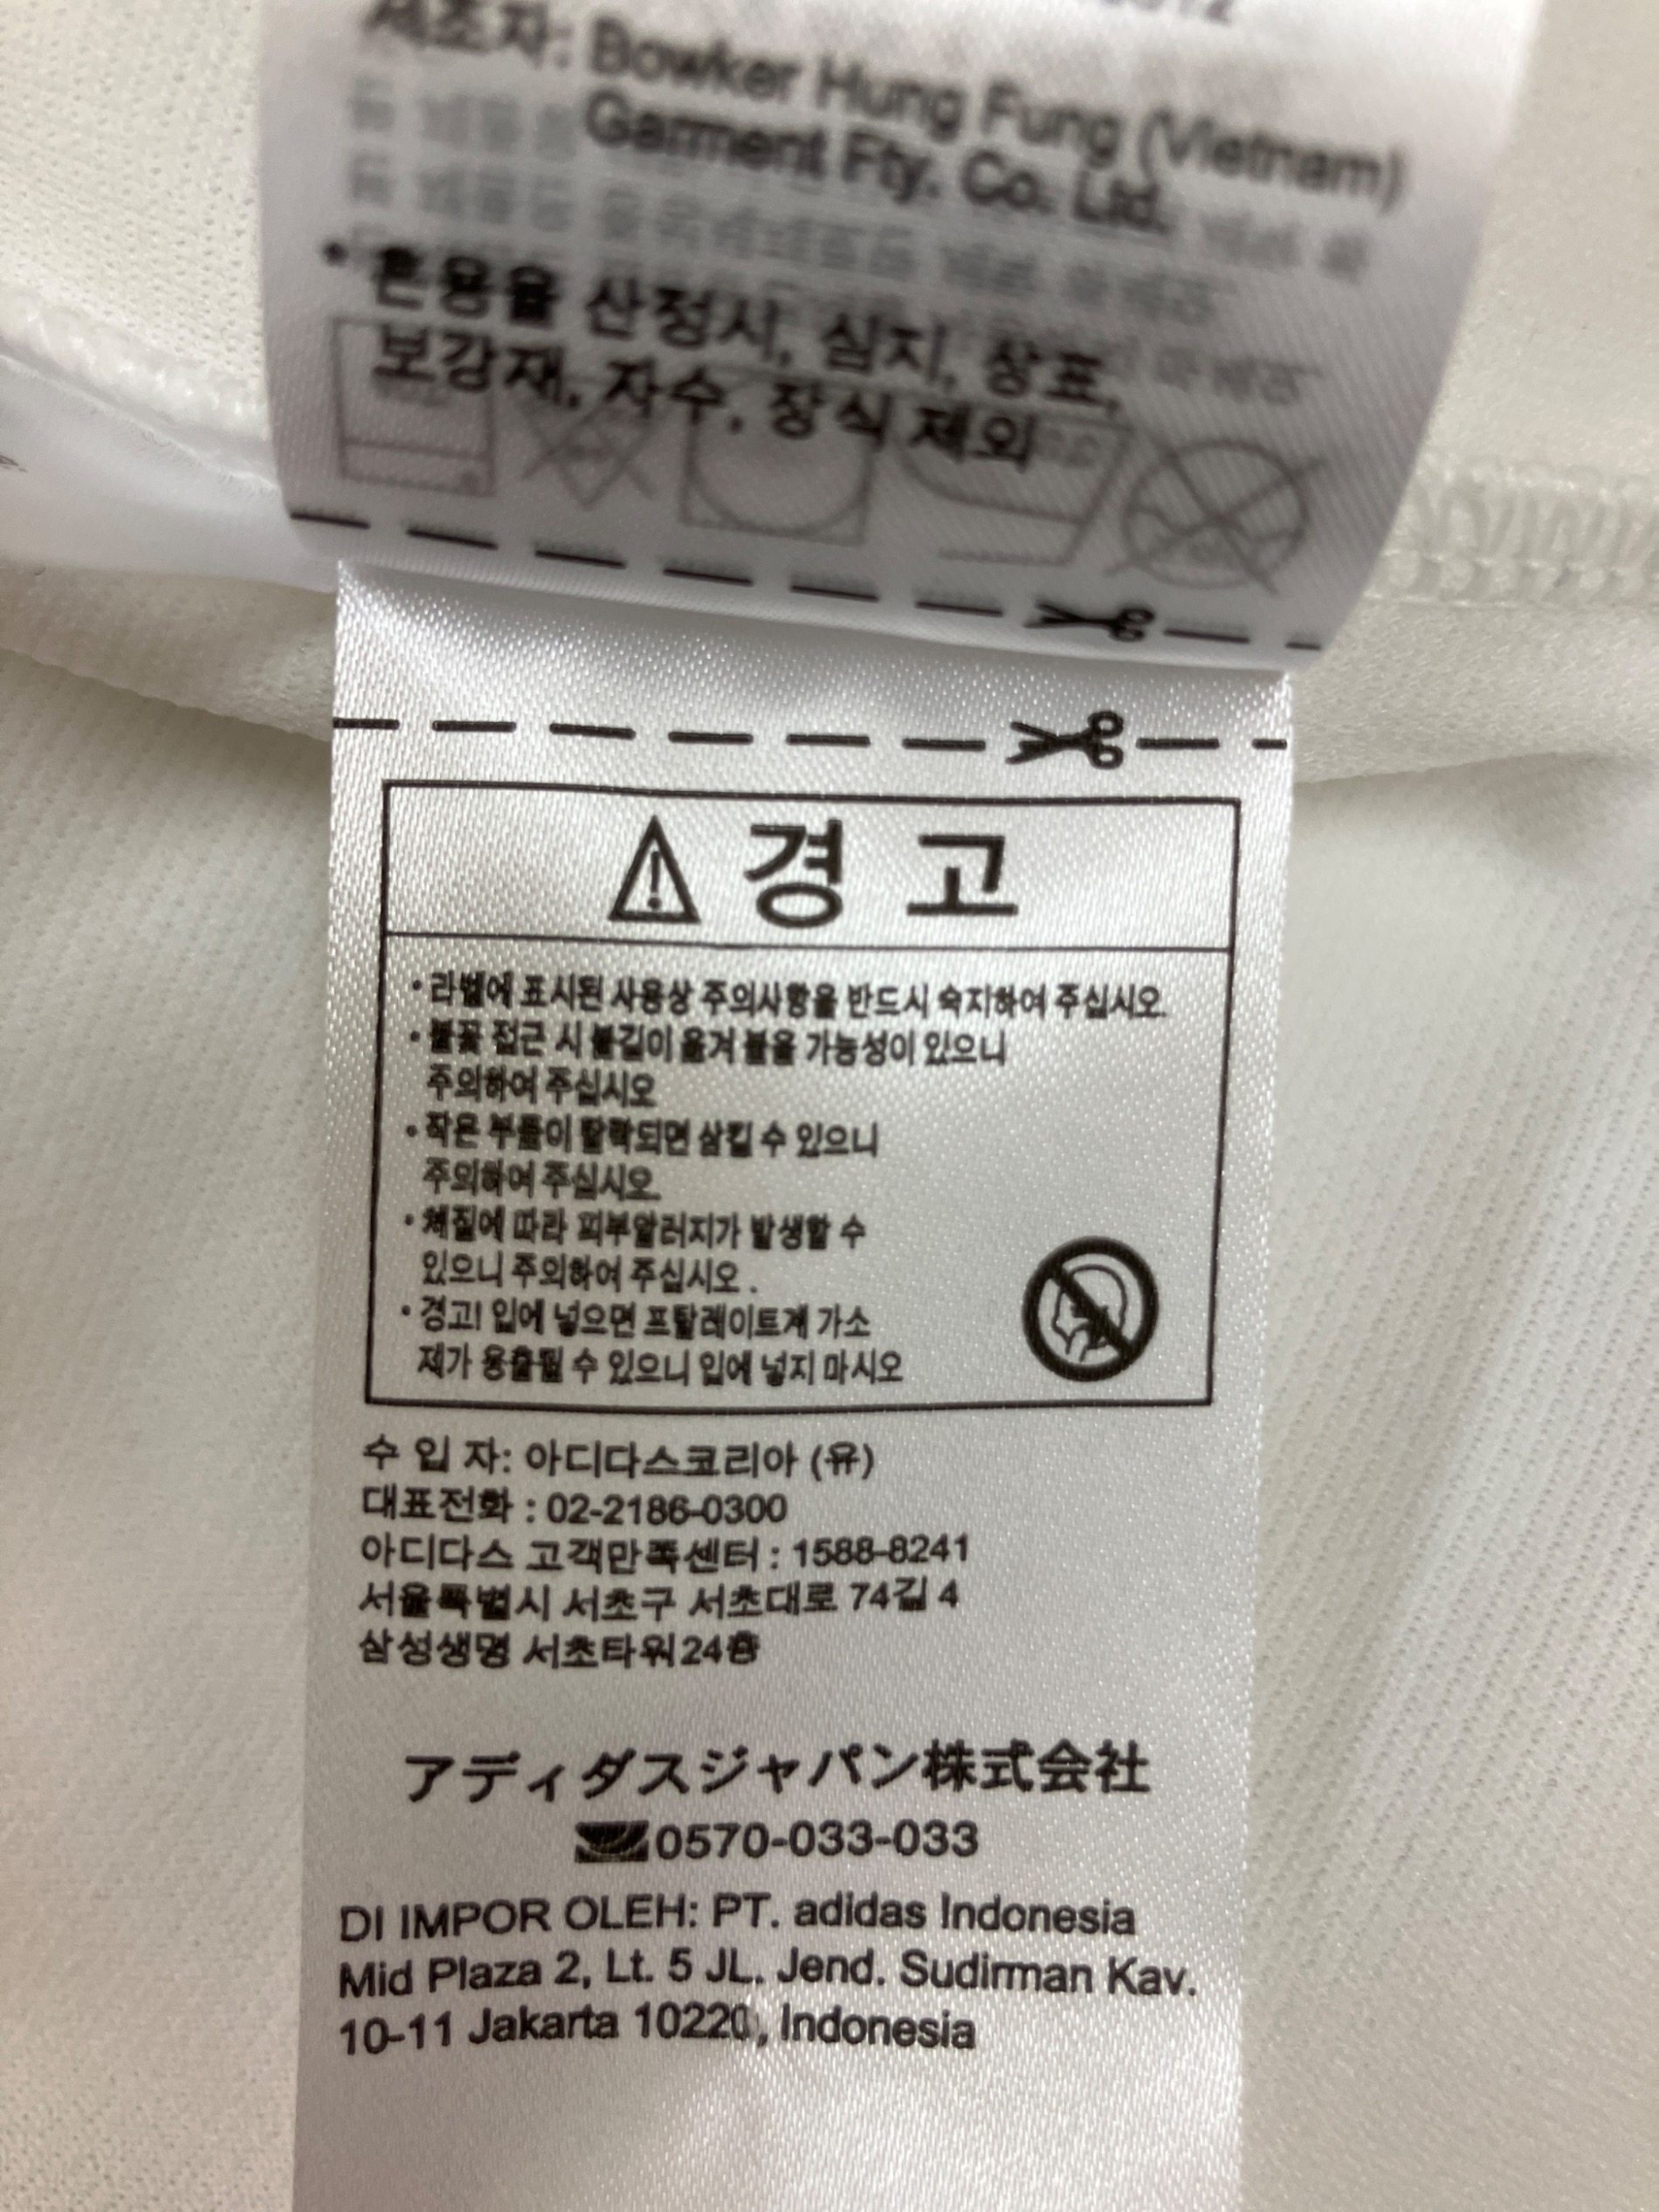 제조자: Bowker Hung Fung (Vietnam)
Garment Fty. Co. Ltd.
• 혼용율 산정시, 심지, 상표,
보강재, 자수, 장식 제외
경 고
• 라벨에 표시된 사용상 주의사항을 반드시 숙지하여 주십시오.
• 불꽃 접근 시 불길이 옮겨 붙을 가능성이 있으니
주의하여 주십시오
• 작은 부품이 탈락되면 삼킬 수 있으니
주의하여 주십시오.
• 체질에 따라 피부알러지가 발생할 수
있으니 주의하여 주십시오 .
• 경고! 입에 넣으면 프탈레이트계 가소
제가 용출될 수 있으니 입에 넣지 마시오
수 입 자: 아디다스코리아 (유)
대표전화 : 02-2186-0300
아디다스 고객만족센터 : 1588-8241
서울특별시 서초구 서초대로 74길 4
삼성생명 서초타워24층
アディダスジャパン株式会社
0570-033-033
DI IMPOR OLEH: PT. adidas Indonesia
Mid Plaza 2, Lt. 5 JL. Jend. Sudirman Kav.
10-11 Jakarta 10220, Indonesia